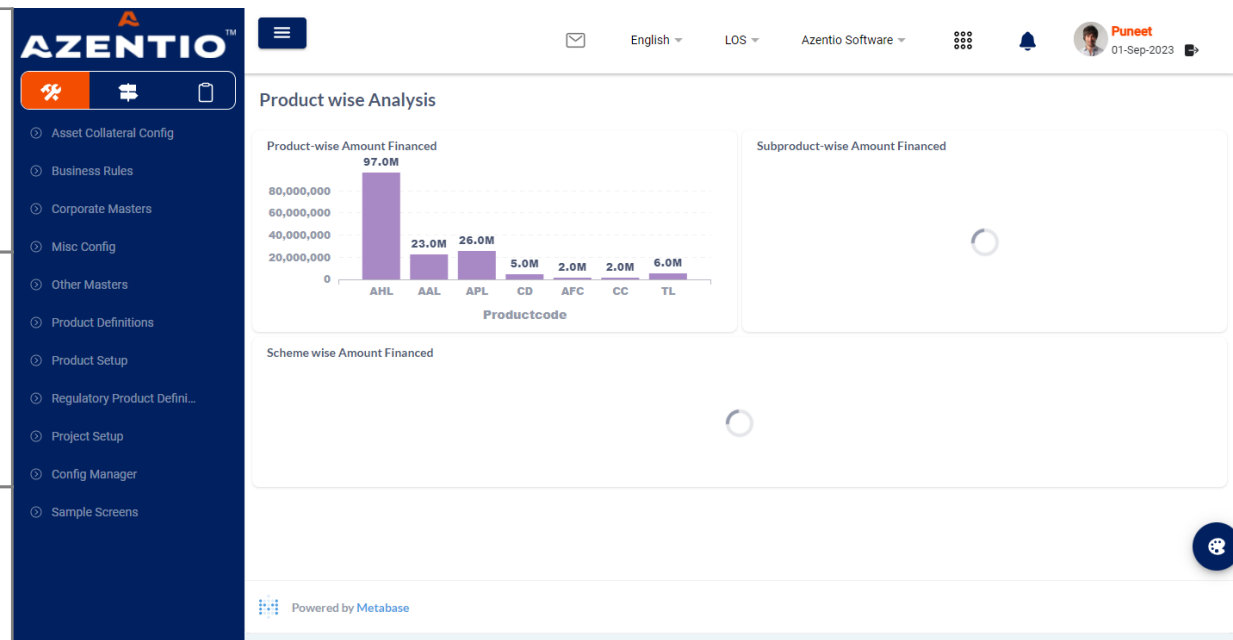 AZENTIO™
English
LOS
Azentio Software
Puneet
01-Sep-2023
Asset Collateral Config
Business Rules
Corporate Masters
Misc Config
Other Masters
Product Definitions
Product Setup
Regulatory Product Defini...
Project Setup
Config Manager
Sample Screens
Product wise Analysis
Product-wise Amount Financed
97.0M
80,000,000
60,000,000
40,000,000
20,000,000
0
23.0M
26.0M
5.0M
2.0M
2.0M
6.0M
AHL AAL APL CD AFC CC TL
Productcode
Subproduct-wise Amount Financed
Scheme wise Amount Financed
Powered by Metabase